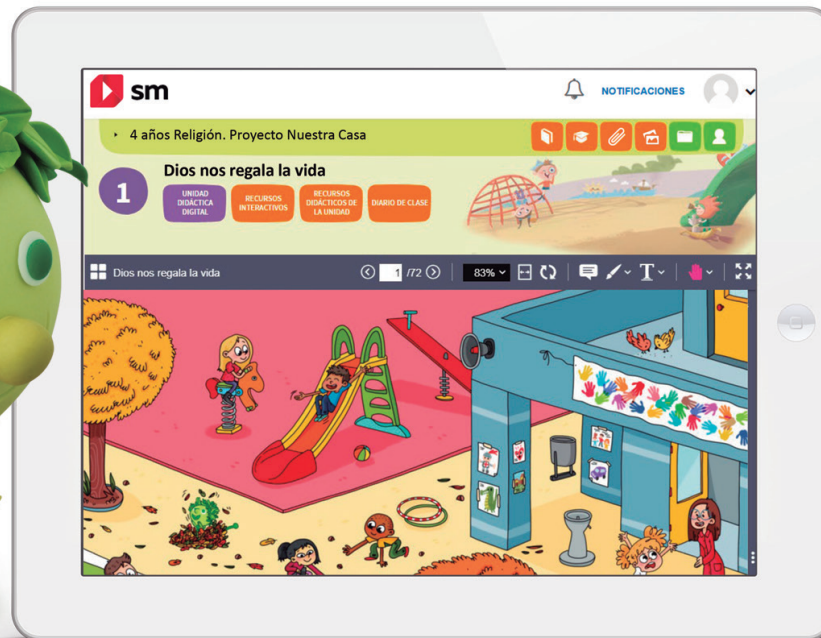 sm
NOTIFICACIONES
4 años Religión. Proyecto Nuestra Casa
1
Dios nos regala la vida
UNIDAD
DIDÁCTICA
DIGITAL
RECURSOS
INTERACTIVOS
RECURSOS
DIDÁCTICOS DE
LA UNIDAD
DIARIO DE CLASE
Dios nos regala la vida
1 /72
83%
T